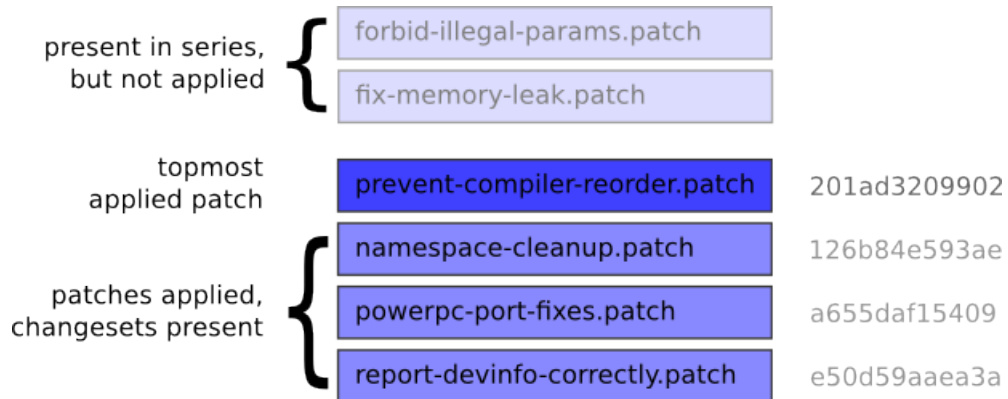 present in series,
but not applied
forbid-illegal-params.patch
fix-memory-leak.patch
topmost
applied patch
prevent-compiler-reorder.patch 201ad3209902
namespace-cleanup.patch 126b84e593ae
patches applied,
changesets present
powerpc-port-fixes.patch a655daf15409
report-devinfo-correctly.patch e50d59aaea3a